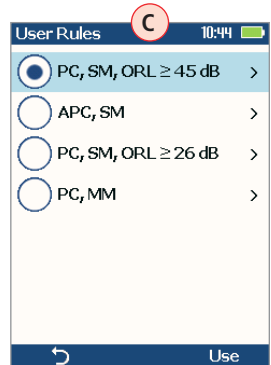 User Rules C 10:44
PC, SM, ORL ≥ 45 dB >
APC, SM >
PC, SM, ORL ≥ 26 dB >
PC, MM >
Use